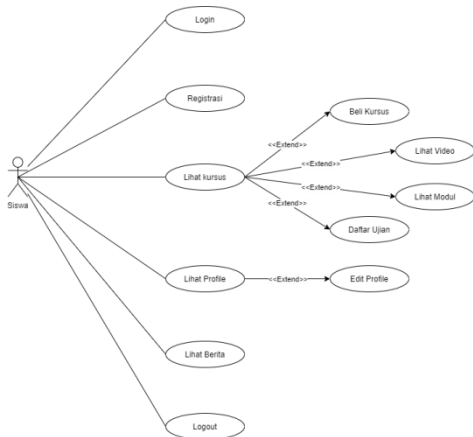 Login
Registrasi
Beli Kursus
<<Extend>>
Lihat Video
<<Extend>>
Siswa
Lihat kursus
<<Extend>>
Lihat Modul
<<Extend>>
Daftar Ujian
Lihat Profile
<<Extend>>
Edit Profile
Lihat Berita
Logout